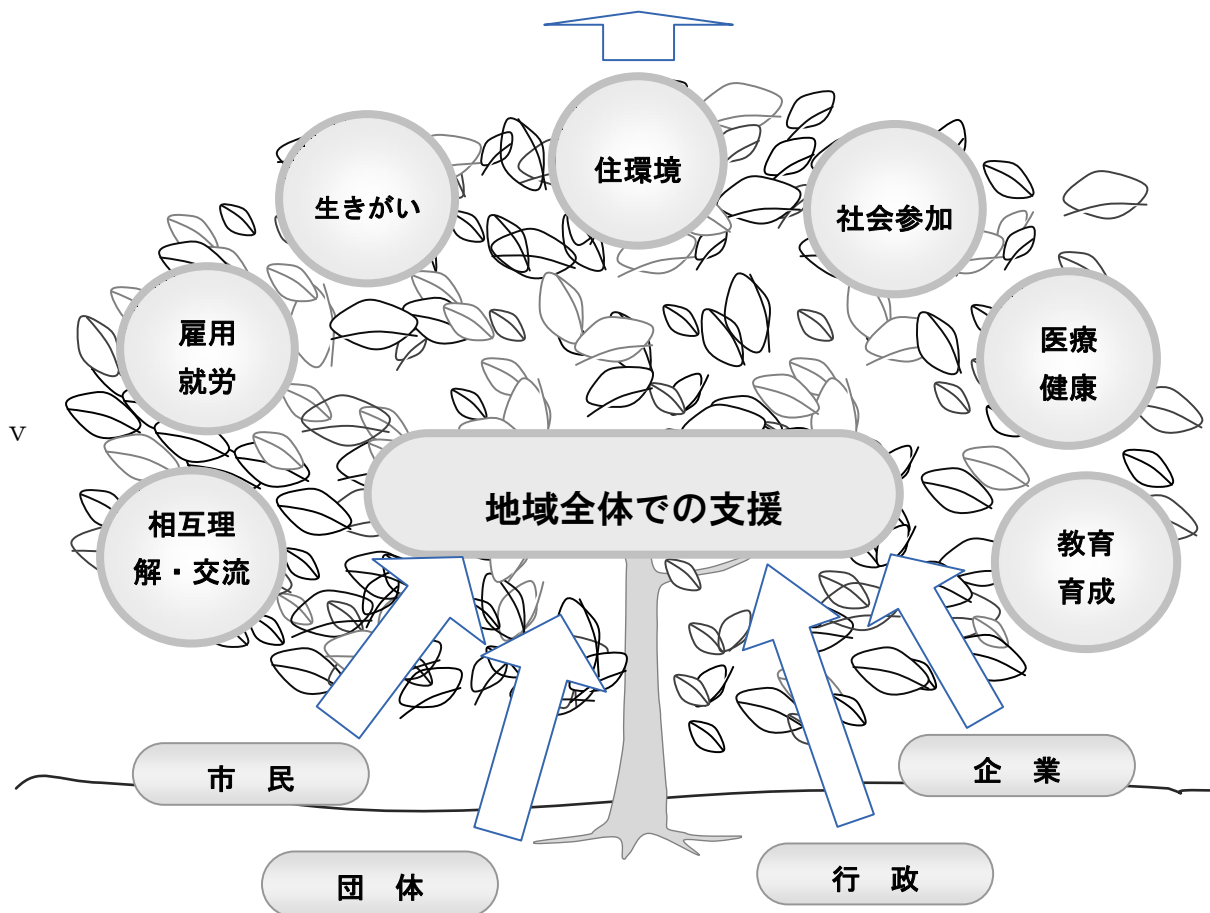 住環境
生きがい
社会参加
雇用
就労
医療
健康
v
地域全体での支援
相互理
解・交流
教育
育成
市　民
企　業
団　体
行　政